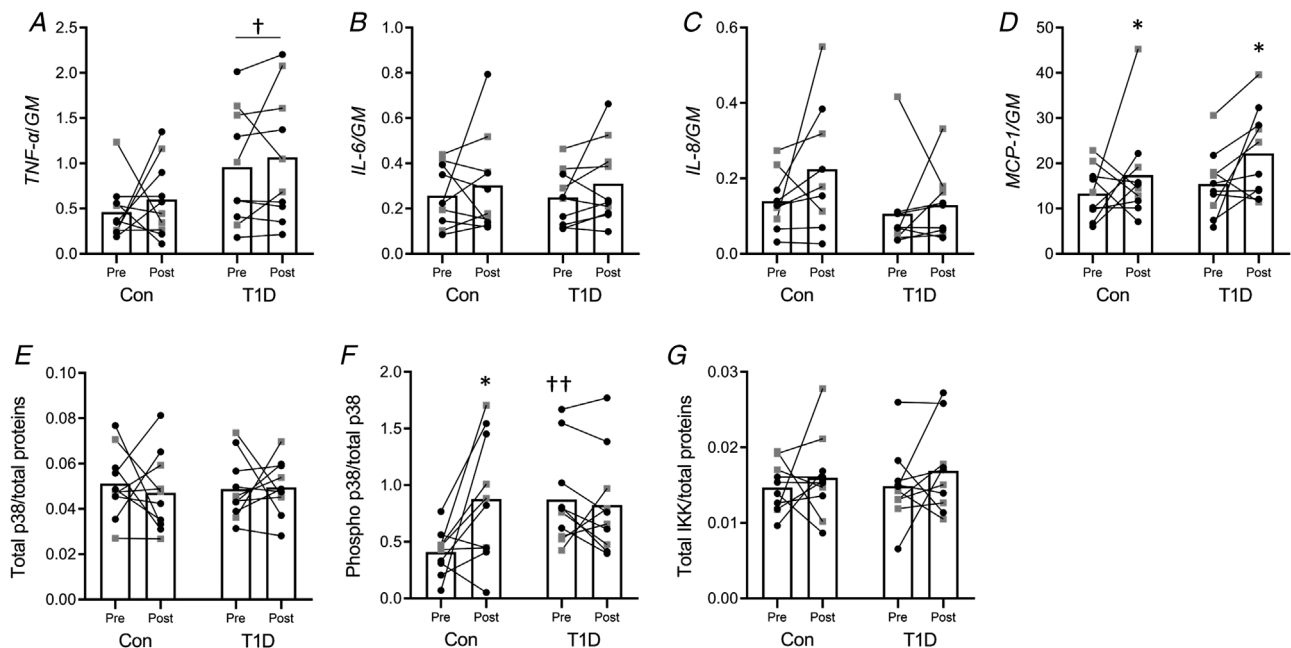 A
B
C
D
TNF-α/GM
2.5
2.0
1.5
1.0
0.5
0.0
†
Pre Post Pre Post
Con T1D
IL-6/GM
1.0
0.8
0.6
0.4
0.2
0.0
Pre Post Pre Post
Con T1D
IL-8/GM
0.6
0.4
0.2
0.0
Pre Post Pre Post
Con T1D
MCP-1/GM
50
40
30
20
10
0
* *
Pre Post Pre Post
Con T1D
E
F
G
Total p38/total proteins
0.10
0.08
0.06
0.04
0.02
0.00
Pre Post Pre Post
Con T1D
Phospho p38/total p38
2.0
1.5
1.0
0.5
0.0
* ††
Pre Post Pre Post
Con T1D
Total IKK/total proteins
0.03
0.02
0.01
0.00
Pre Post Pre Post
Con T1D